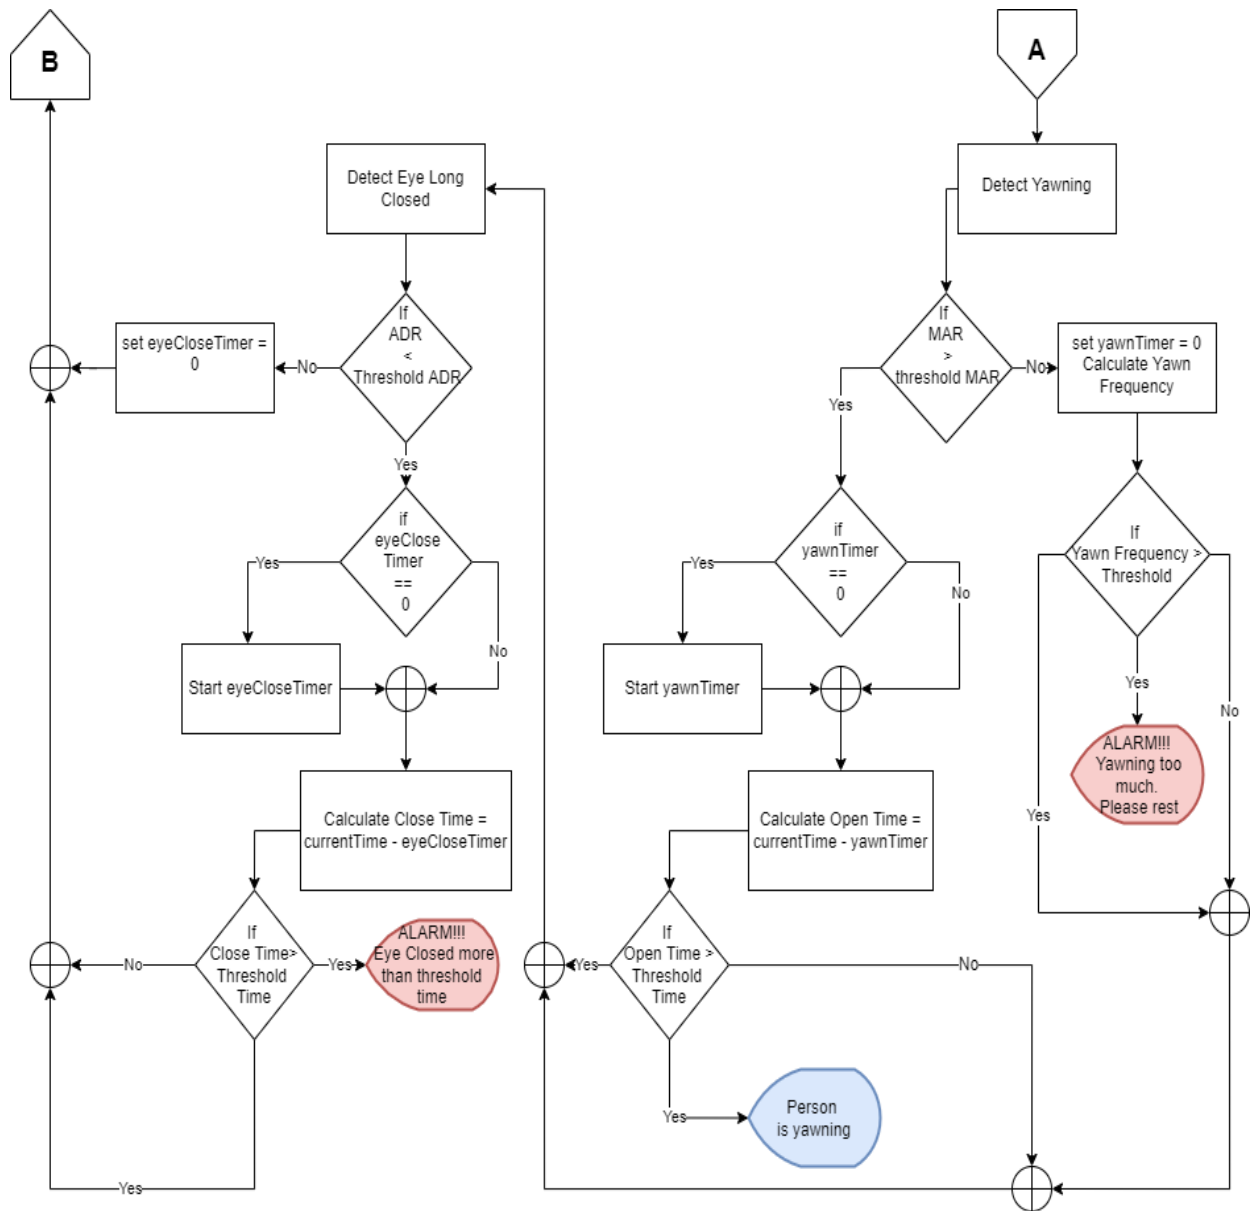 B
A
Detect Eye Long
Closed
Detect Yawning
If
ADR
<
Threshold ADR
No
set eyeCloseTimer =
0
Yes
If
MAR
>
threshold MAR
No
set yawnTimer = 0
Calculate Yawn
Frequency
Yes
if
eyeClose
Timer
==
0
Yes
No
Start eyeCloseTimer
if
yawnTimer
==
0
Yes
No
Start yawnTimer
If
Yawn Frequency >
Threshold
Yes
No
Yes
ALARM!!!
Yawning too
much.
Please rest
Calculate Close Time =
currentTime - eyeCloseTimer
Calculate Open Time =
currentTime - yawnTimer
If
Close Time>
Threshold
Time
No
Yes
ALARM!!!
Eye Closed more
than threshold
time
Yes
If
Open Time >
Threshold
Time
Yes
No
Yes
Person
is yawning